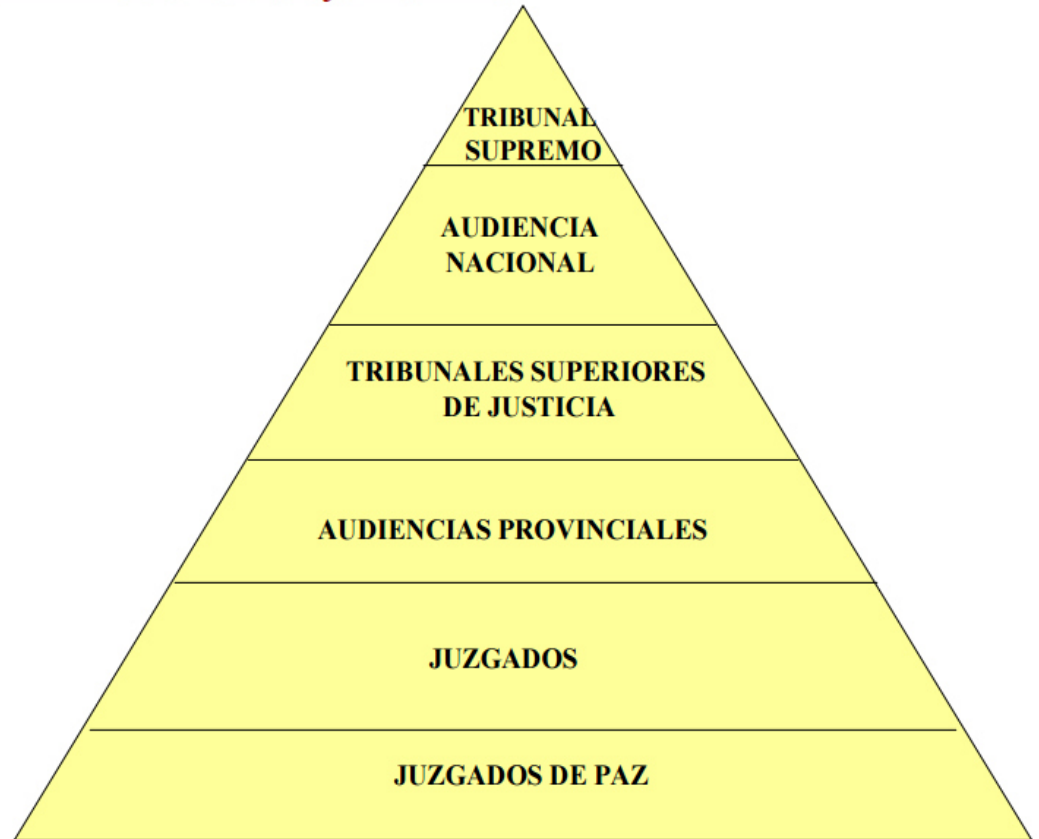 TRIBUNAL
SUPREMO
AUDIENCIA
NACIONAL
TRIBUNALES SUPERIORES
DE JUSTICIA
AUDIENCIAS PROVINCIALES
JUZGADOS
JUZGADOS DE PAZ